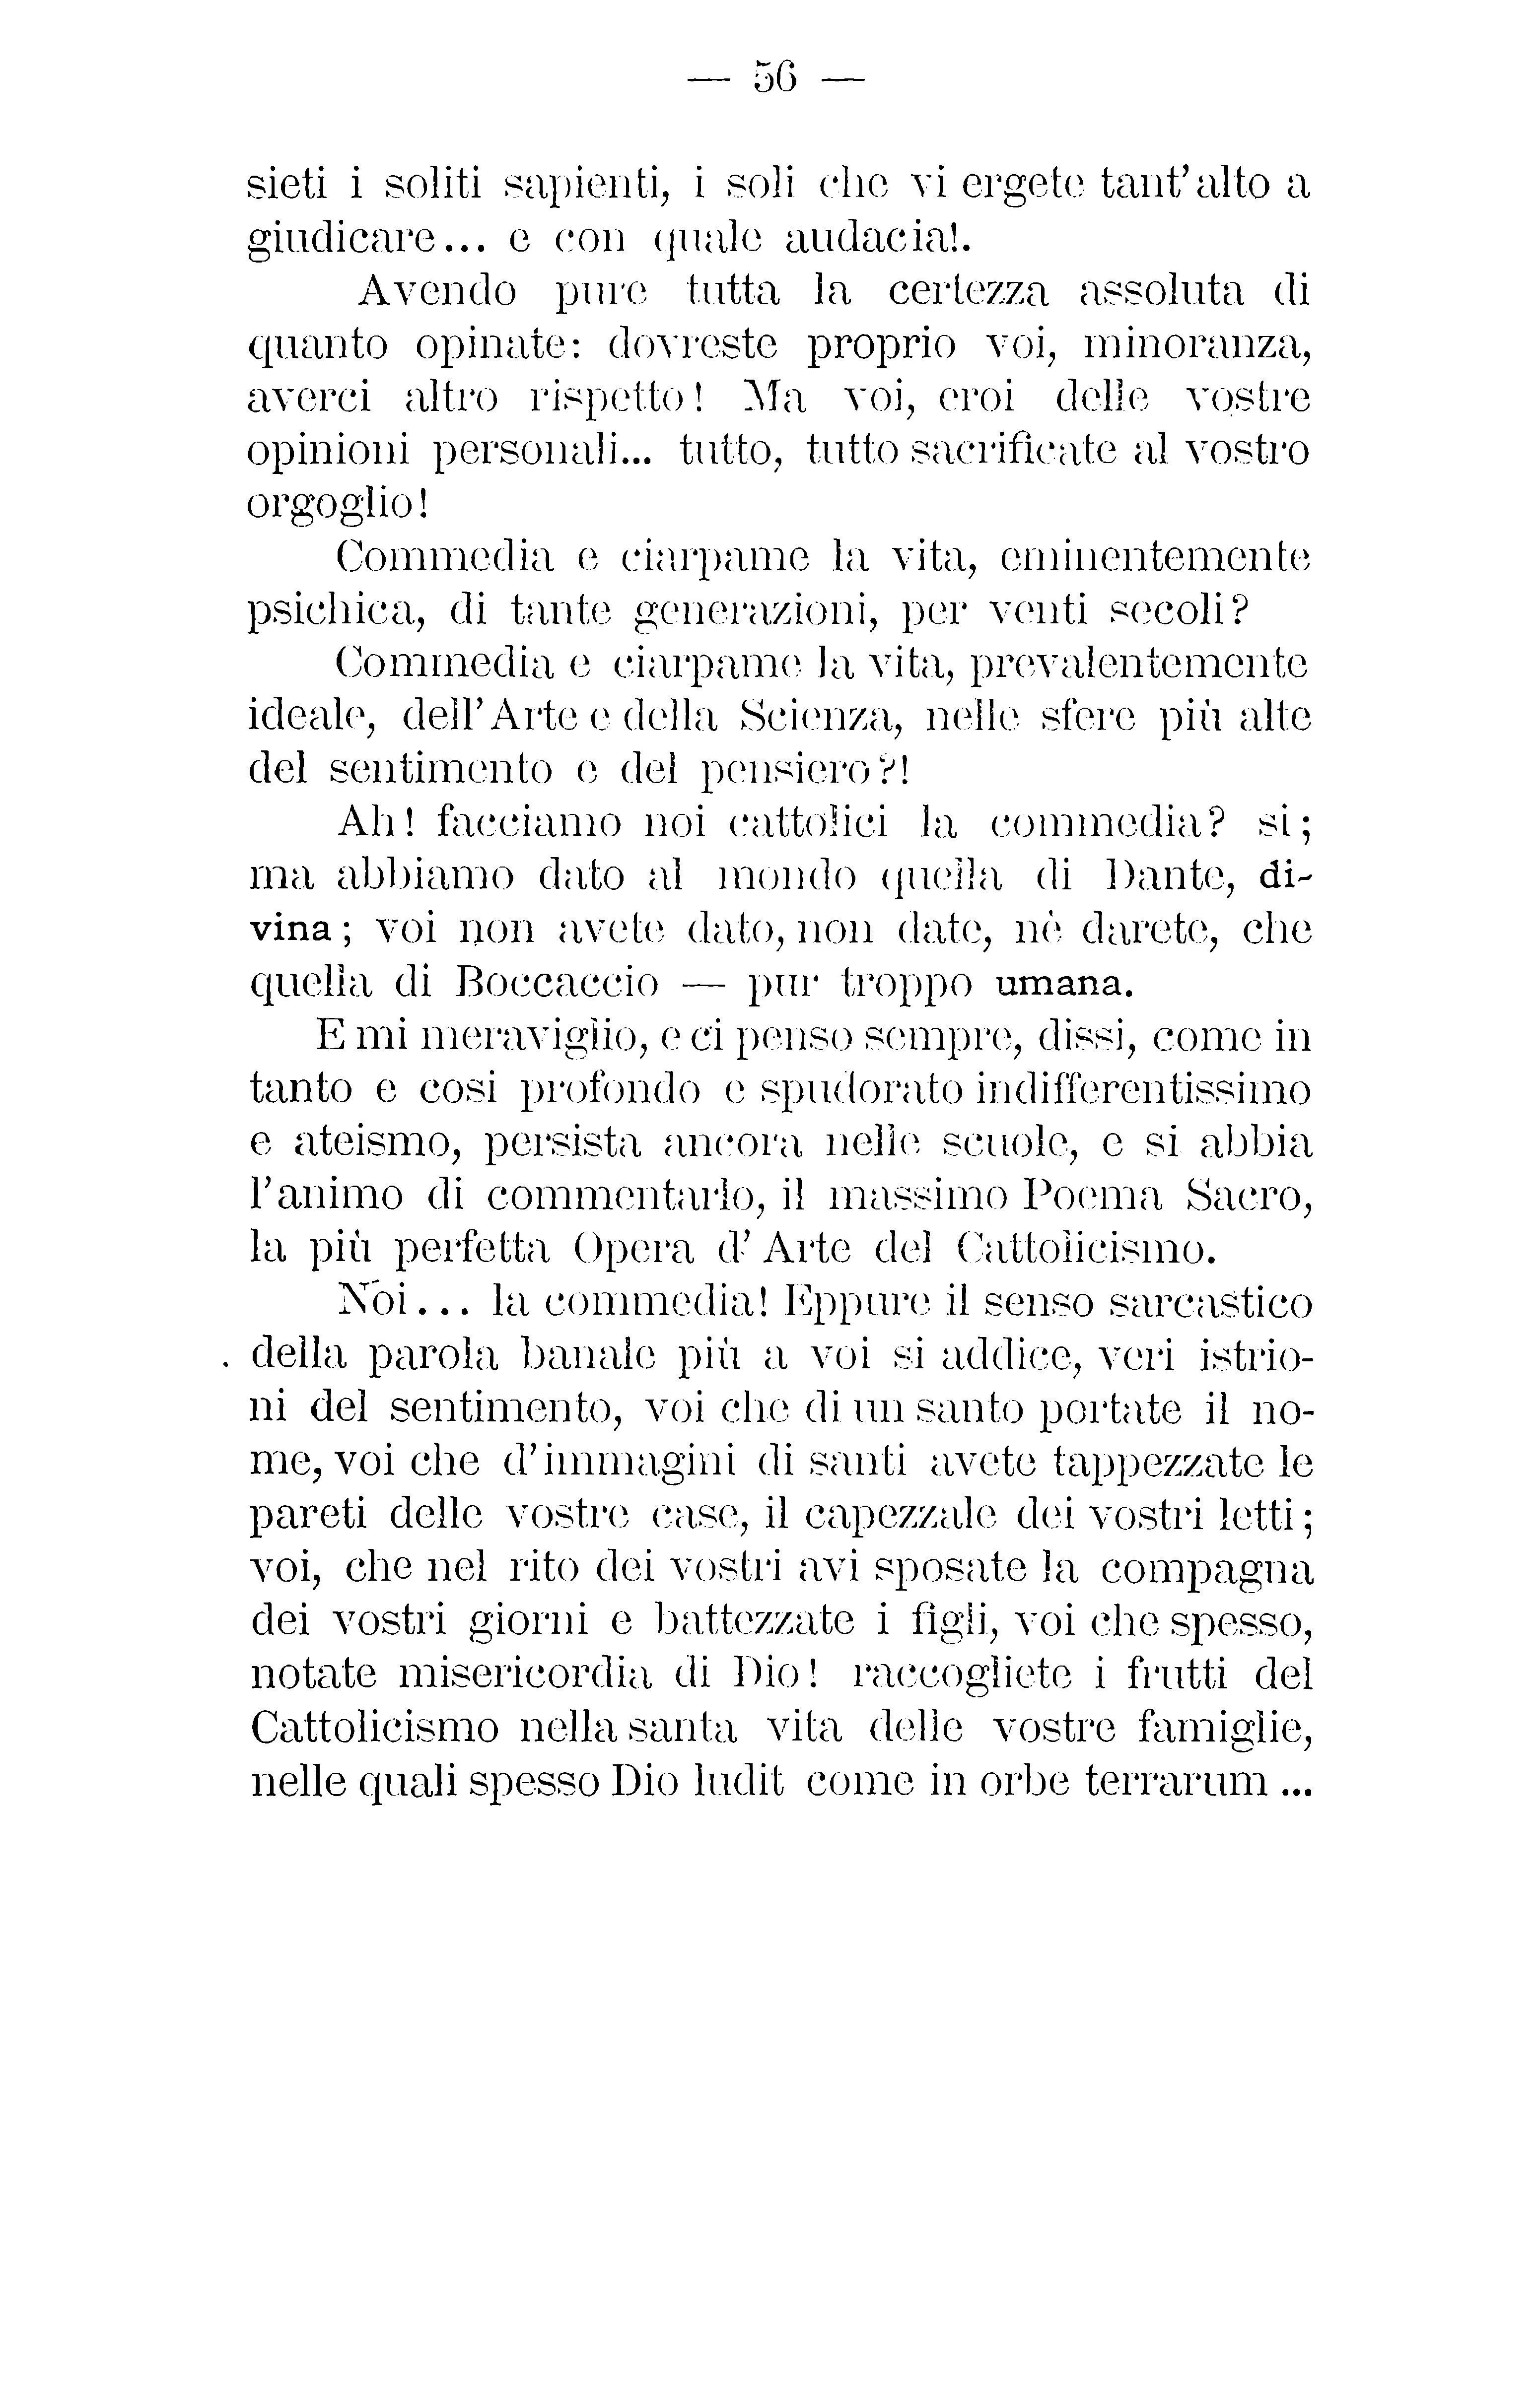 — 56 —
sieti i soliti sapienti, i soli che vi ergete tant'alto a
giudicare... e con quale audacia!.
Avendo pure tutta la certezza assoluta di
quanto opinate: dovreste proprio voi, minoranza,
averci altro rispetto! Ma voi, eroi delle vostre
opinioni personali... tutto, tutto sacrificate al vostro
orgoglio!
Commedia e ciarpame la vita, eminentemente
psichica, di tante generazioni, per venti secoli?
Commedia e ciarpame la vita, prevalentemente
ideale, dell'Arte e della Scienza, nelle sfere più alte
del sentimento e del pensiero?!
Ah! facciamo noi cattolici la commedia? si;
ma abbiamo dato al mondo quella di Dante, di-
vina; voi non avete dato, non date, nè darete, che
quella di Boccaccio — pur troppo umana.
E mi meraviglio, e ci penso sempre, dissi, come in
tanto e cosi profondo e spudorato indifferentissimo
e ateismo, persista ancora nelle scuole, e si abbia
l'animo di commentarlo, il massimo Poema Sacro,
la più perfetta Opera d'Arte del Cattolicismo.
Noi... la commedia! Eppure il senso sarcastico
della parola banale più a voi si addice, veri istrio-
ni del sentimento, voi che di un santo portate il no-
me, voi che d'immagini di santi avete tappezzate le
pareti delle vostre case, il capezzale dei vostri letti;
voi, che nel rito dei vostri avi sposate la compagna
dei vostri giorni e battezzate i figli, voi che spesso,
notate misericordia di Dio! raccogliete i frutti del
Cattolicismo nella santa vita delle vostre famiglie,
nelle quali spesso Dio ludit come in orbe terrarum ...